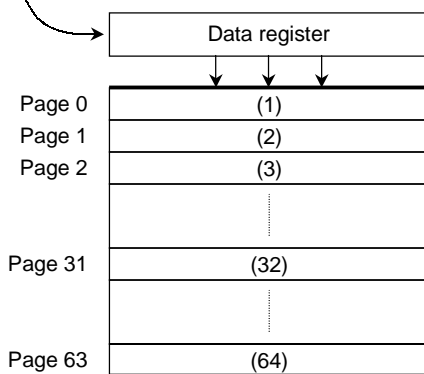 Data register
Page 0 (1)
Page 1 (2)
Page 2 (3)
Page 31 (32)
Page 63 (64)